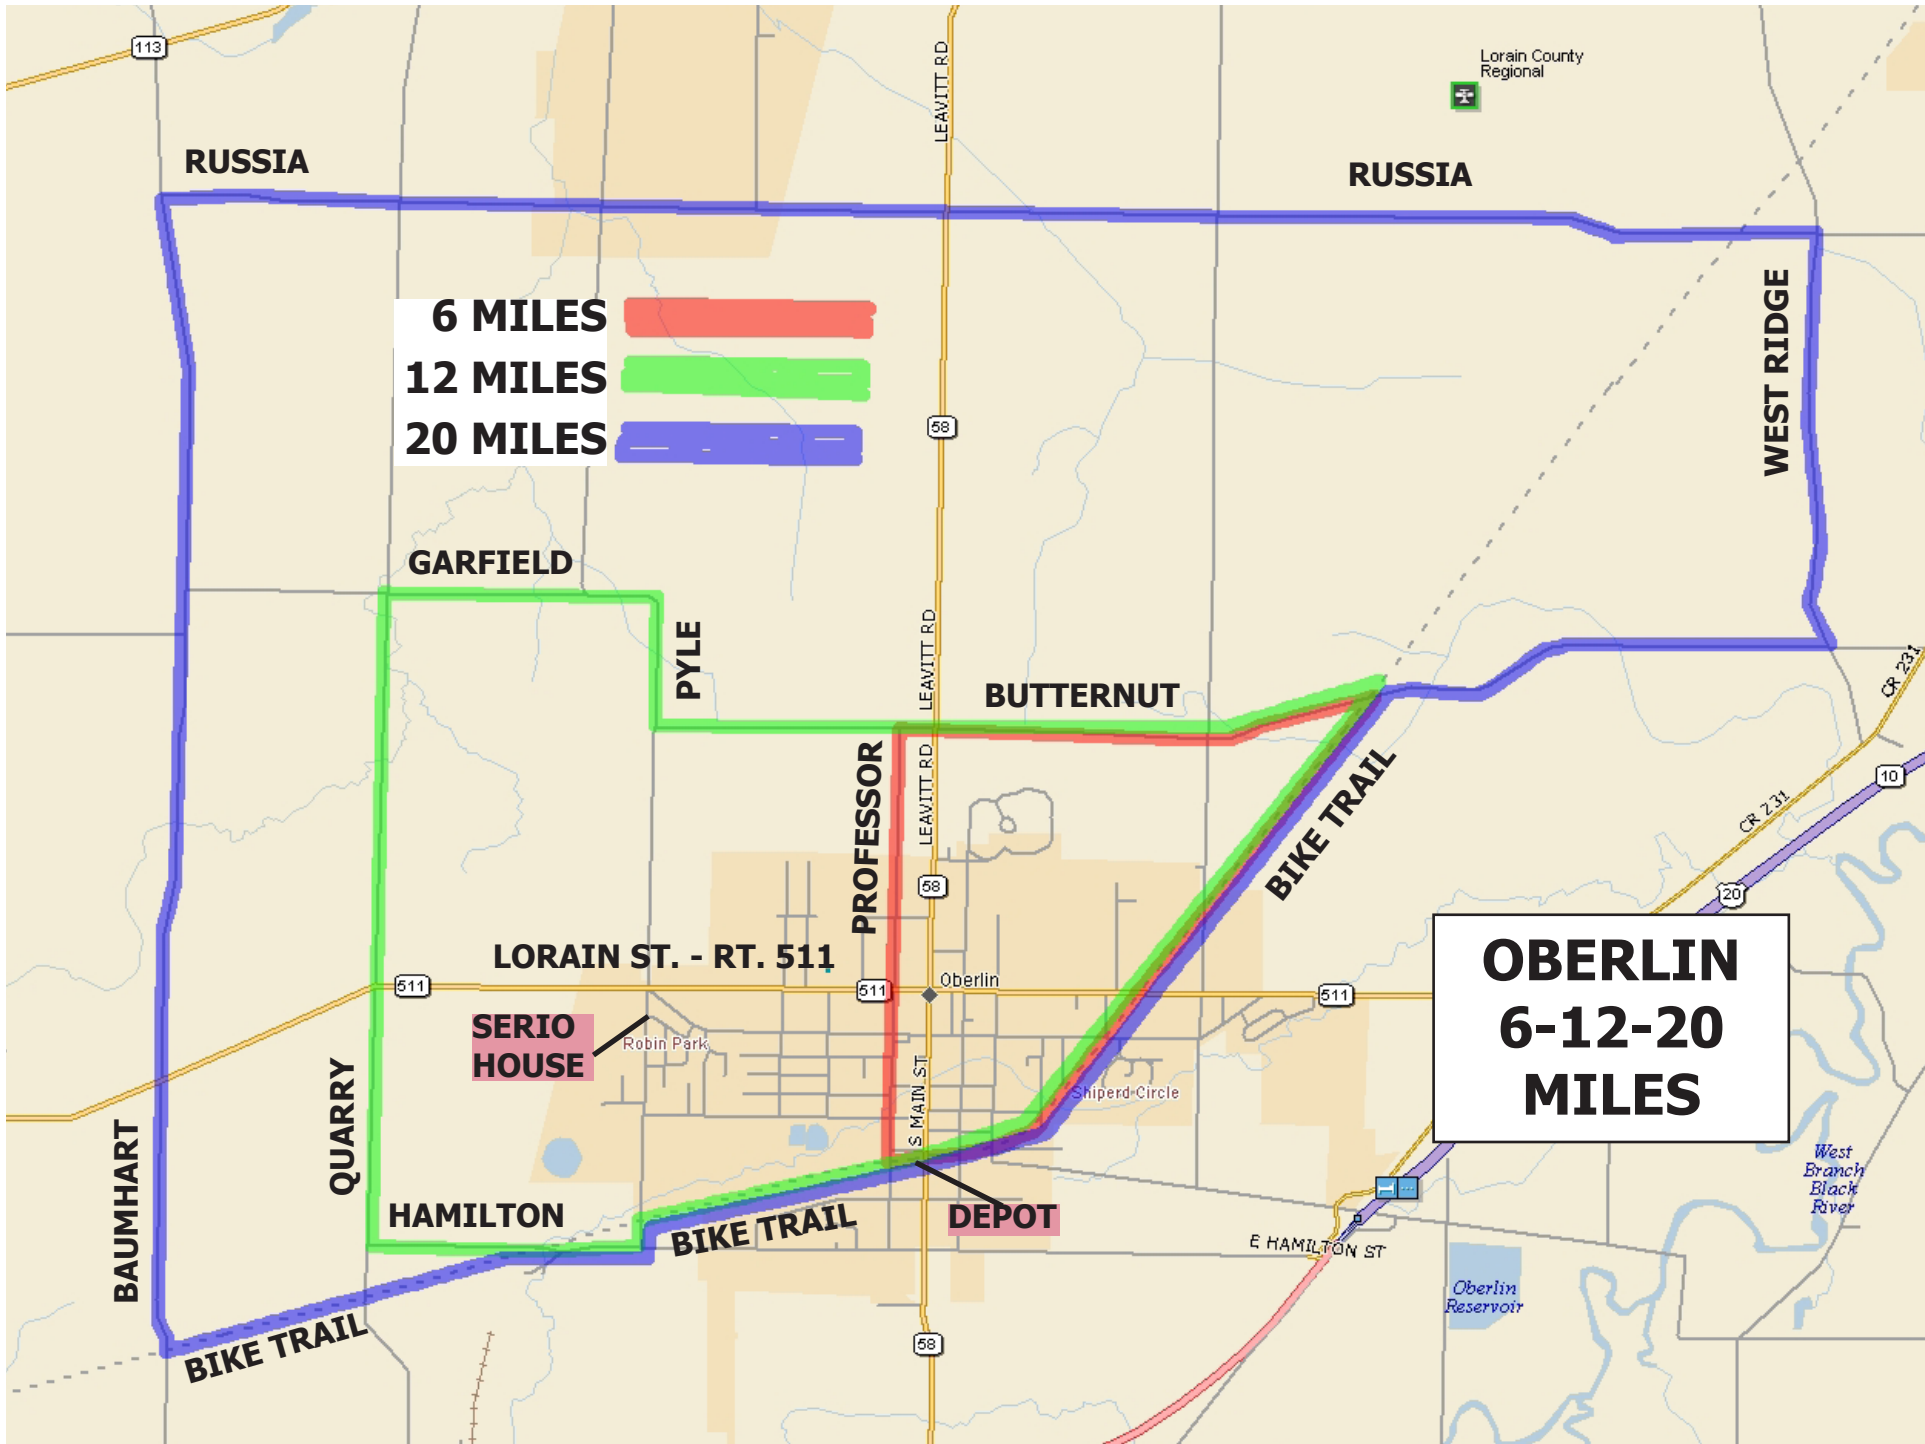 113
LEAVITT RD
Lorain County
Regional
RUSSIA
RUSSIA
WEST RIDGE
6 MILES
12 MILES
20 MILES
58
GARFIELD
PYLE
LEAVITT RD
BUTTERNUT
CR 231
PROFESSOR
LEAVITT RD
BIKE TRAIL
CR 231
10
20
58
LORAIN ST. - RT. 511
511
511
Oberlin
511
OBERLIN
6-12-20
MILES
SERIO
HOUSE
Robin Park
QUARRY
S MAIN ST
Shiperd Circle
BAUMHART
West
Branch
Black
River
HAMILTON
BIKE TRAIL
DEPOT
E HAMILTON ST
Oberlin
Reservoir
BIKE TRAIL
58